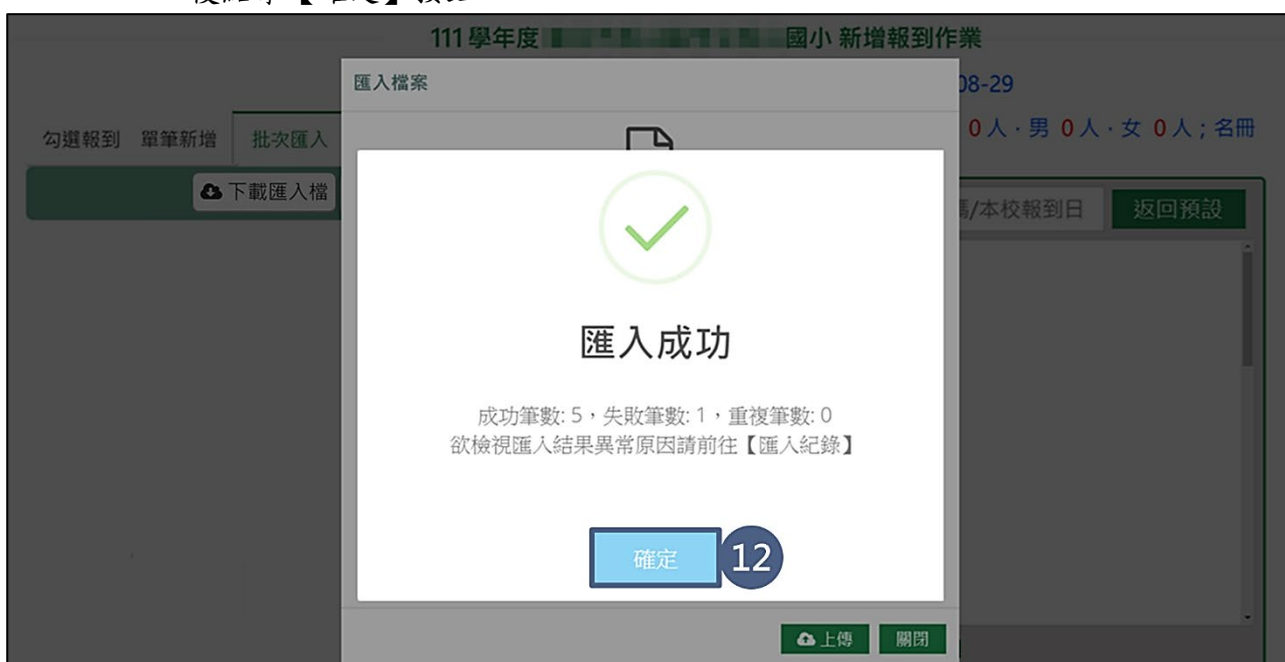 111 學年度
國小 新增報到作業
匯入檔案
08-29
勾選報到 單筆新增 批次匯入
0 人，男 0 人，女 0 人；名冊
下載匯入檔
/本校報到日 返回預設
匯入成功
成功筆數: 5，失敗筆數: 1，重複筆數: 0
欲檢視匯入結果異常原因請前往【匯入紀錄】
確定 12
上傳 關閉